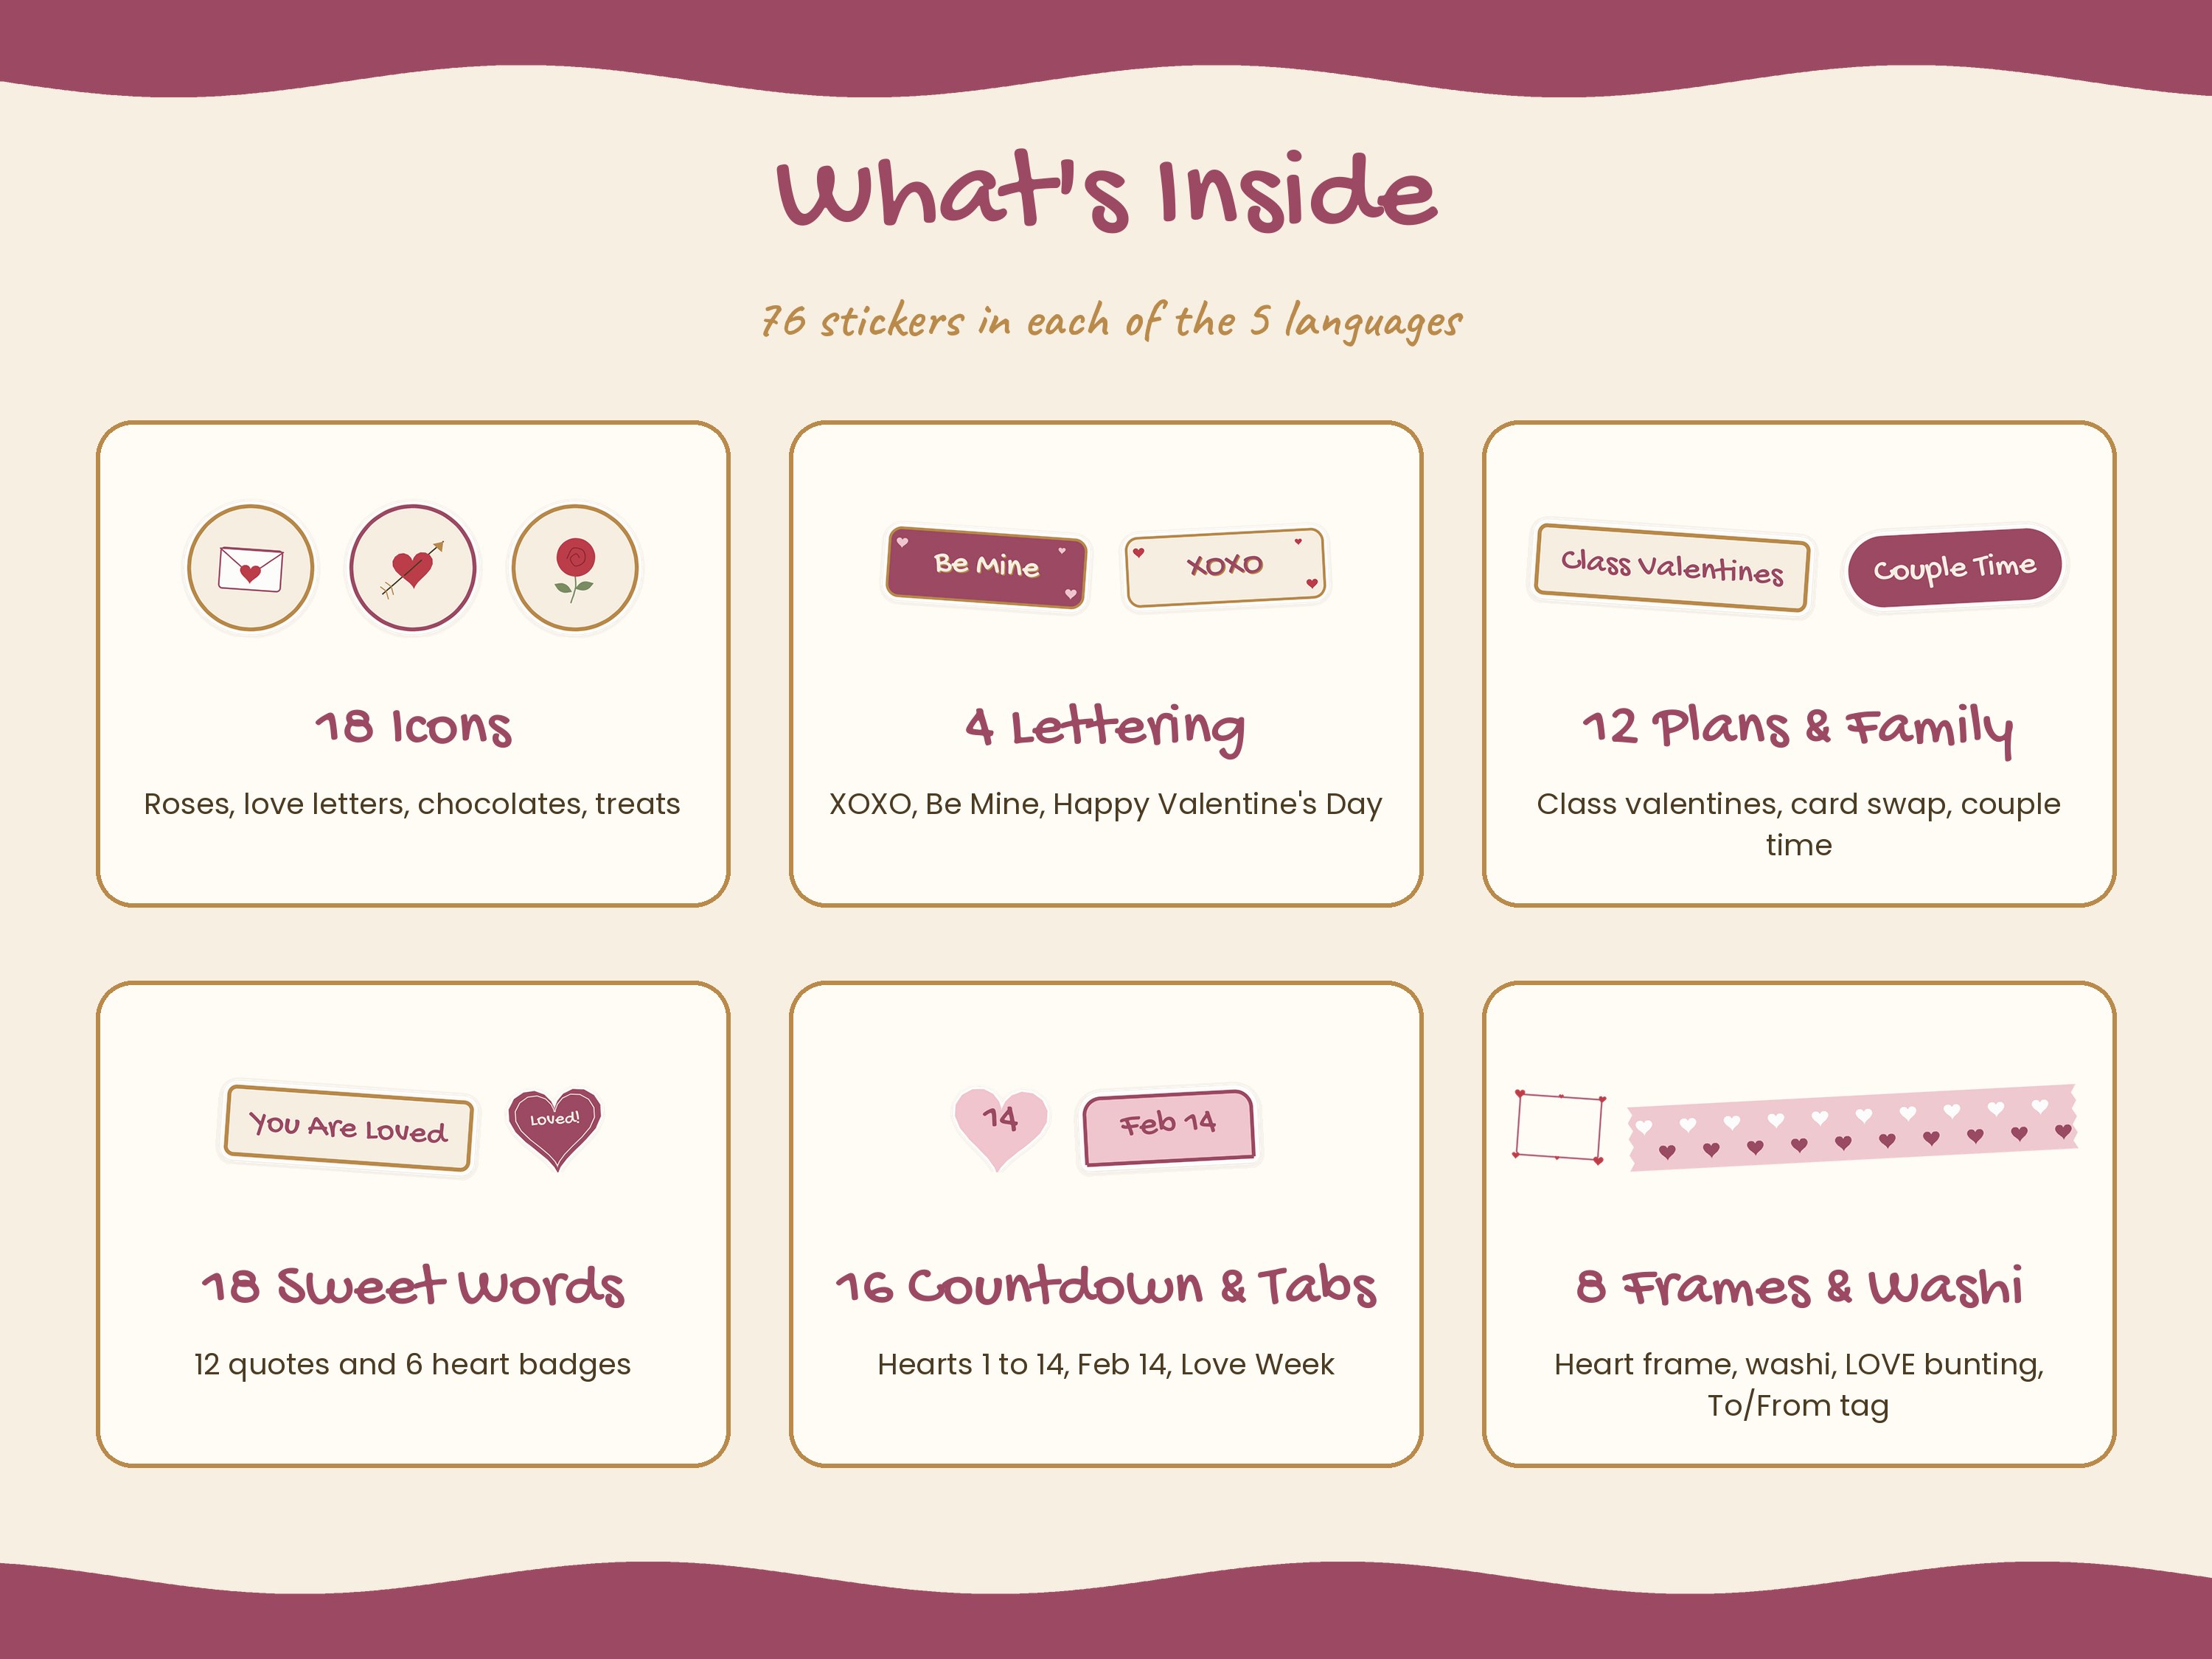 What's Inside
76 stickers in each of the 5 languages
Be Mine
XOXO
Class Valentines
Couple Time
18 Icons
4 Lettering
12 Plans & Family
Roses, love letters, chocolates, treats
XOXO, Be Mine, Happy Valentine's Day
Class valentines, card swap, couple
time
You Are Loved
Loved!
14
Feb 14
18 Sweet Words
16 Countdown & Tabs
8 Frames & Washi
12 quotes and 6 heart badges
Hearts 1 to 14, Feb 14, Love Week
Heart frame, washi, LOVE bunting,
To/From tag